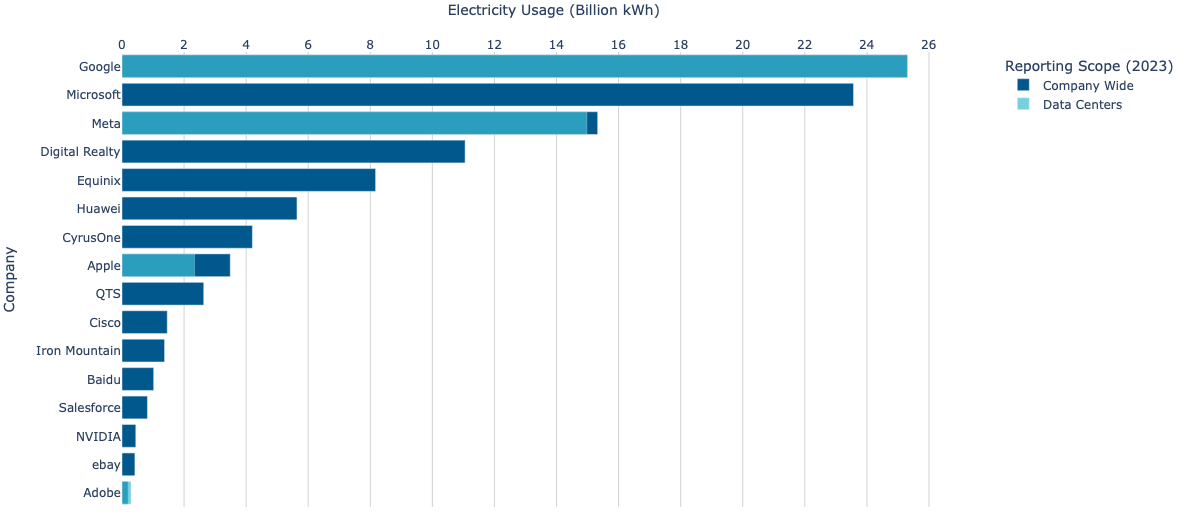 Electricity Usage (Billion kWh)
0 2 4 6 8 10 12 14 16 18 20 22 24 26
Google
Microsoft
Meta
Digital Realty
Equinix
Huawei
CyrusOne
Apple
QTS
Cisco
Iron Mountain
Baidu
Salesforce
NVIDIA
ebay
Adobe
Company
Reporting Scope (2023)
Company Wide
Data Centers